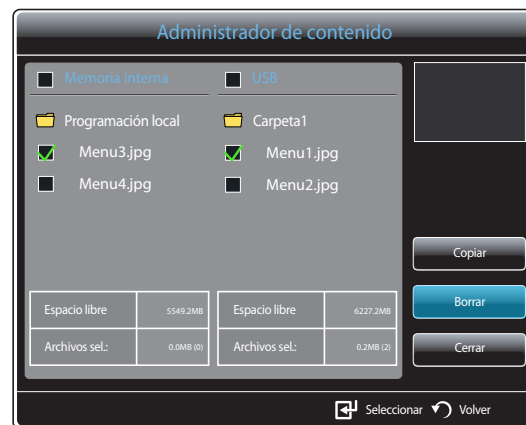 Administrador de contenido
Memoria interna
USB
Programación local
Carpeta1
Menu3.jpg
Menu1.jpg
Menu4.jpg
Menu2.jpg
Copiar
Borrar
Cerrar
Espacio libre 5549.2MB
Espacio libre 6227.2MB
Archivos sel.: 0.0MB (0)
Archivos sel.: 0.2MB (2)
Seleccionar Volver